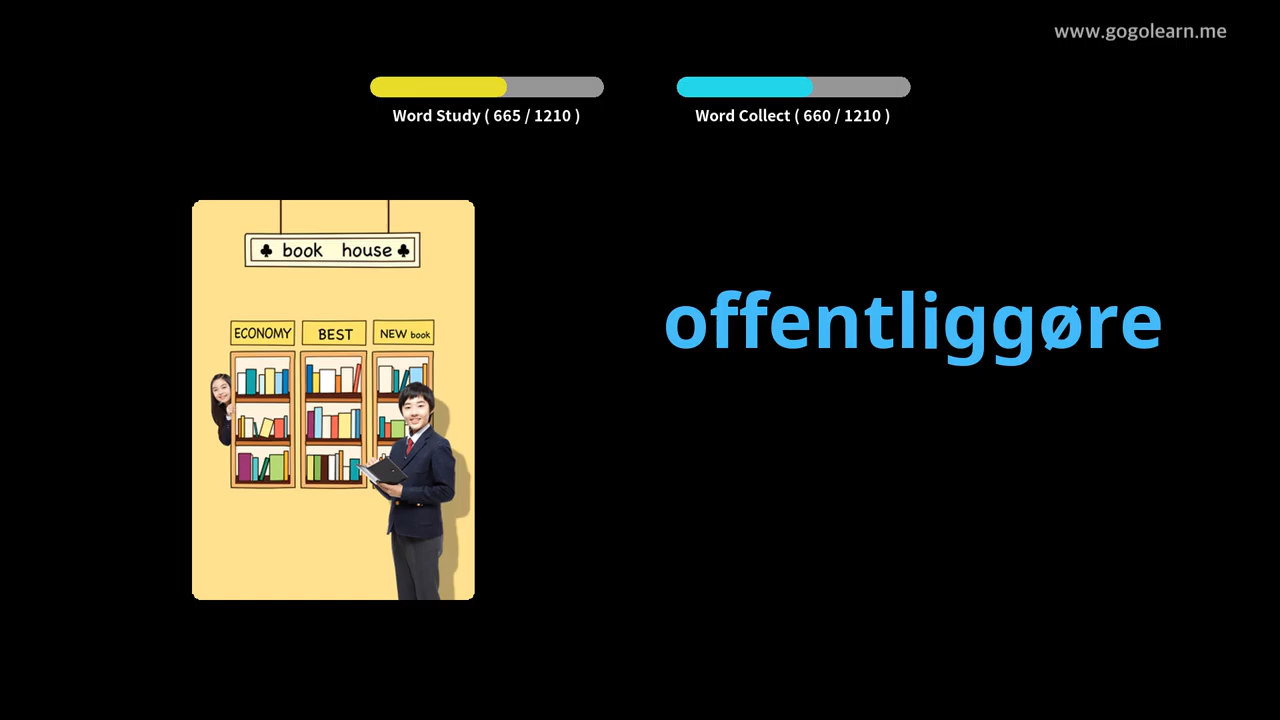 www.gogolearn.me
Word Study ( 665 / 1210 )
Word Collect ( 660 / 1210 )
♣ book house ♣
ECONOMY
BEST
NEW book
offentliggøre